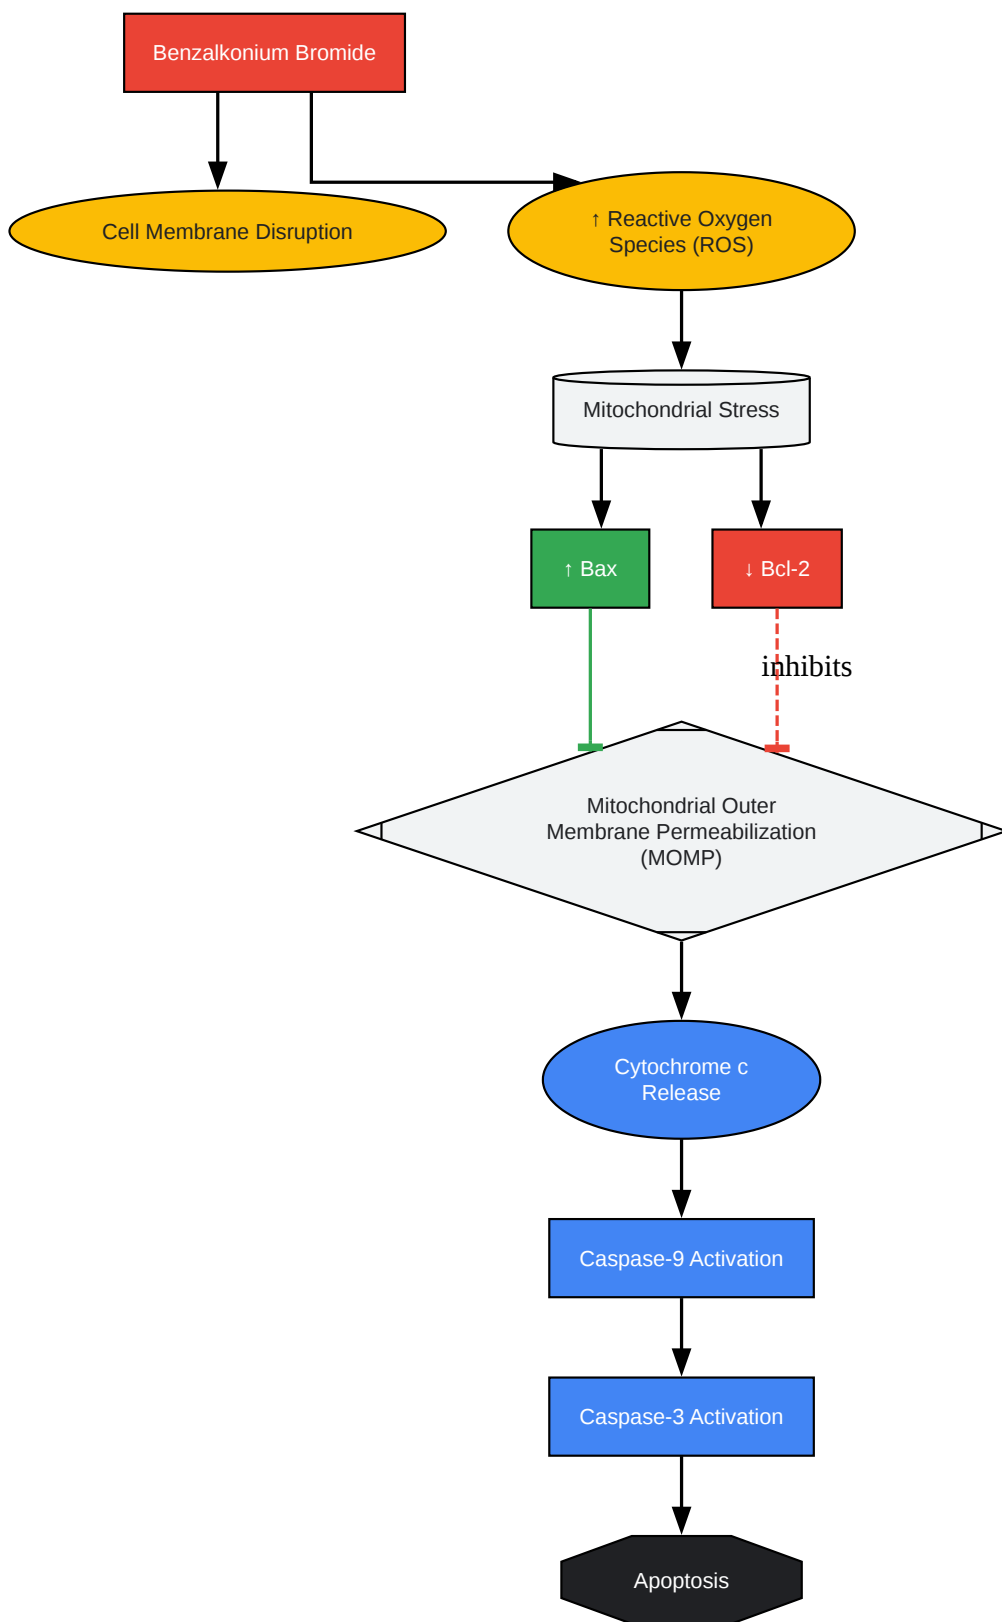 Benzalkonium Bromide
Cell Membrane Disruption
↑ Reactive Oxygen
Species (ROS)
Mitochondrial Stress
↑ Bax
↓ Bcl-2
inhibits
Mitochondrial Outer
Membrane Permeabilization
(MOMP)
Cytochrome c
Release
Caspase-9 Activation
Caspase-3 Activation
Apoptosis